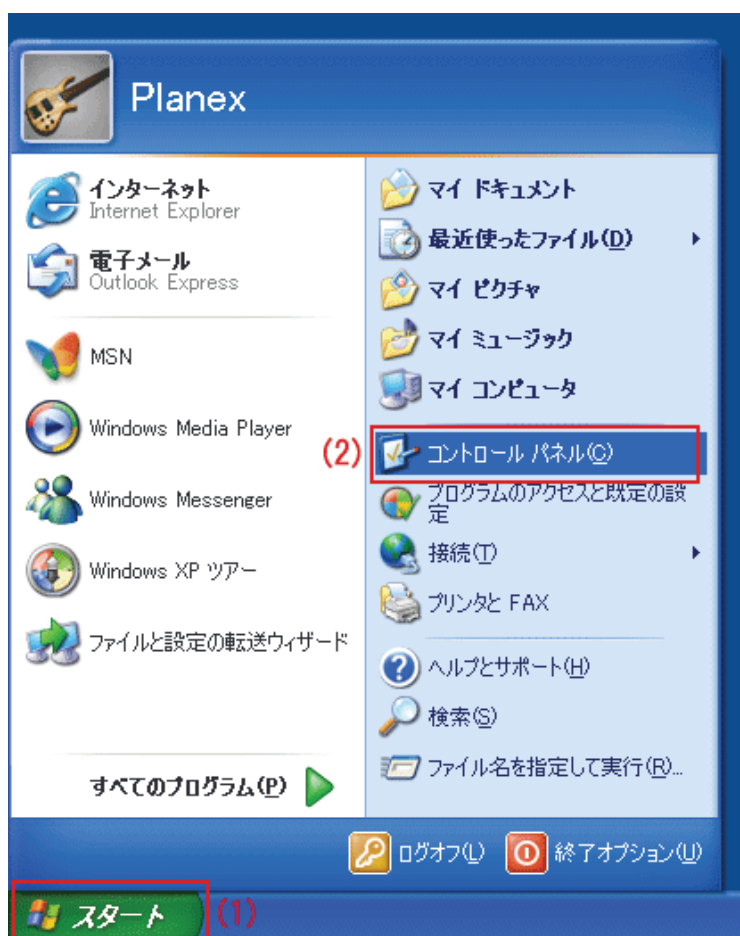 Planex
インターネット
Internet Explorer
電子メール
Outlook Express
MSN
Windows Media Player
Windows Messenger
Windows XP ツアー
ファイルと設定の転送ウィザード
すべてのプログラム(P)
マイ ドキュメント
最近使ったファイル(D)
マイ ピクチャ
マイ ミュージック
マイ コンピュータ
(2)
コントロール パネル(C)
プログラムのアクセスと既定の設
定
接続(T)
プリンタと FAX
ヘルプとサポート(H)
検索(S)
ファイル名を指定して実行(R)...
ログオフ(L)
終了オプション(U)
スタート
(1)